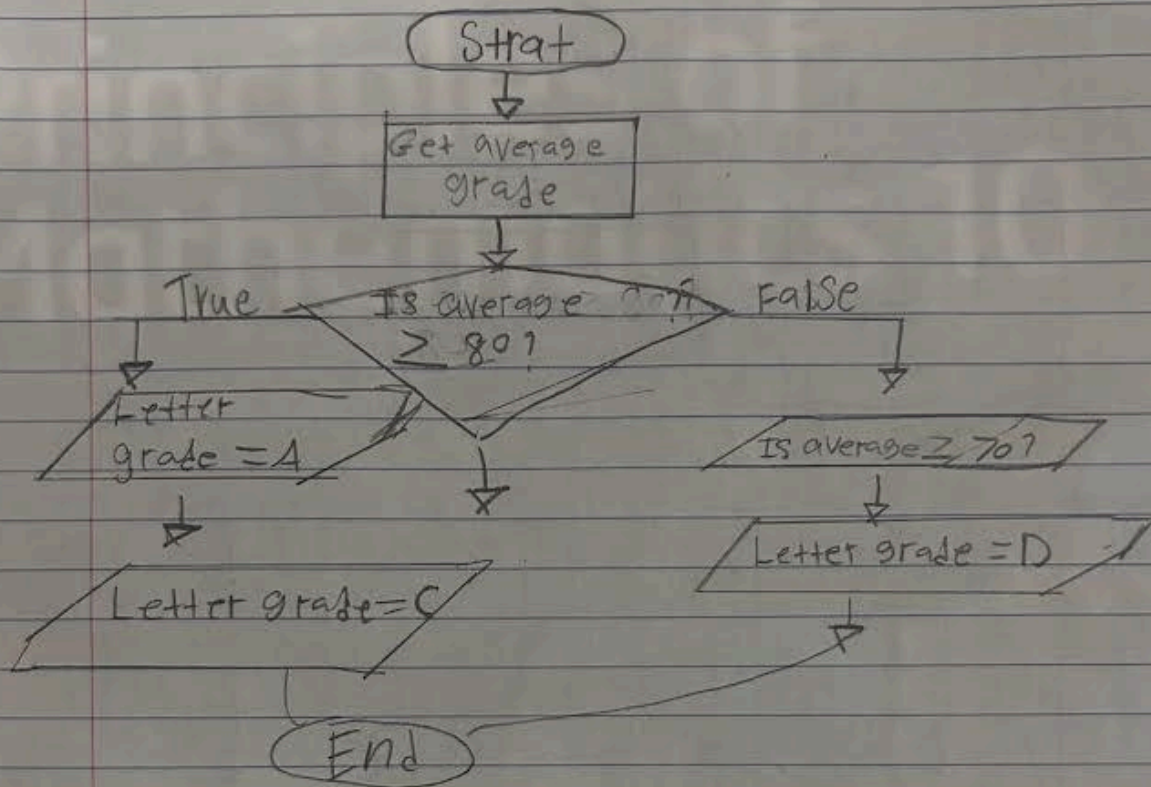 Strat
Get average
grade
True
Is average
≥ 80?
False
Letter
grade = A
Is average ≥ 70?
Letter grade = D
Letter grade = C
End